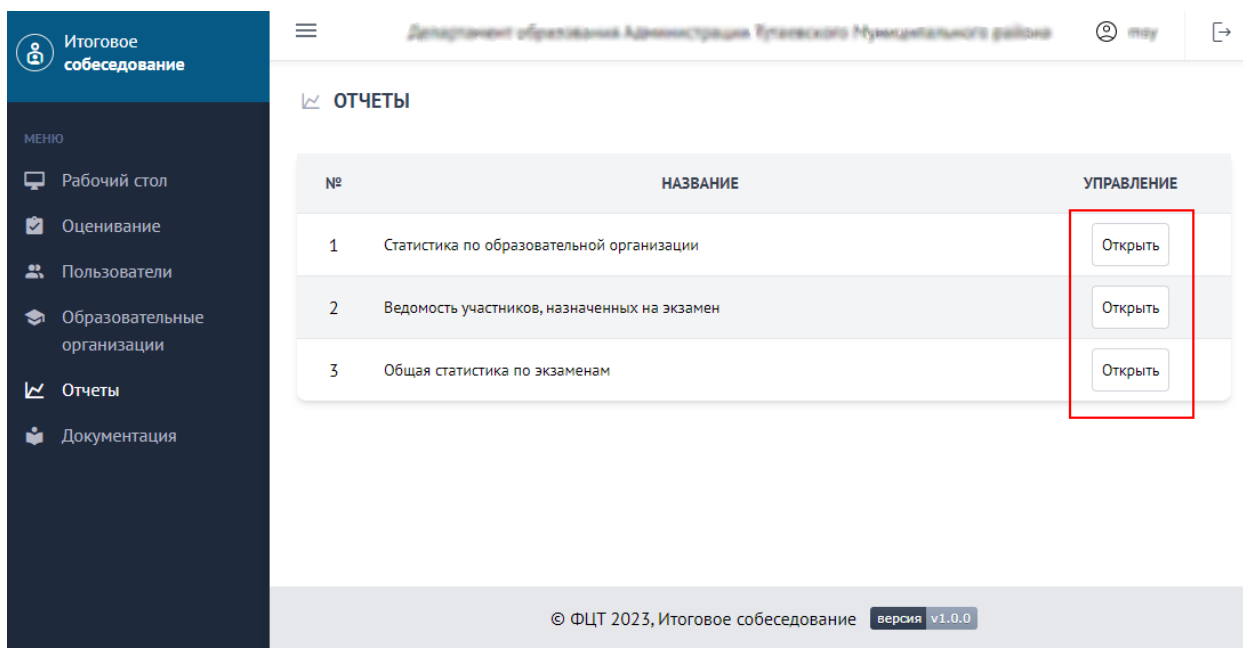 Итоговое
собеседование
МЕНЮ
Рабочий стол
Оценивание
Пользователи
Образовательные
организации
Отчеты
Документация
ОТЧЕТЫ
№ НАЗВАНИЕ УПРАВЛЕНИЕ
1 Статистика по образовательной организации Открыть
2 Ведомость участников, назначенных на экзамен Открыть
3 Общая статистика по экзаменам Открыть
© ФЦТ 2023, Итоговое собеседование версия v1.0.0